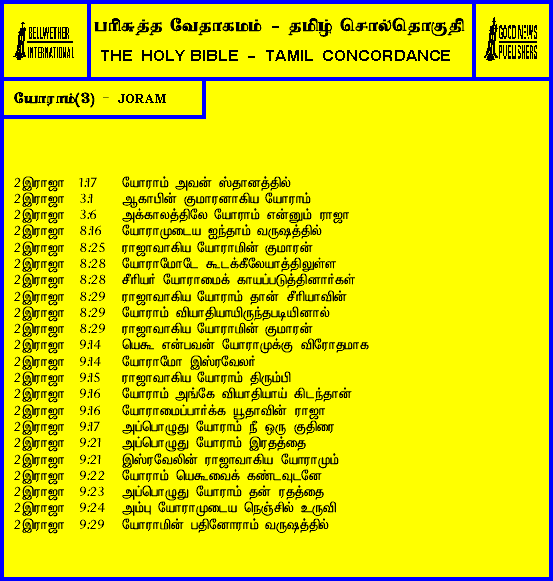 BELLWETHER
INTERNATIONAL
பரிசுத்த வேதாகமம் - தமிழ் சொல்தொகுதி
THE HOLY BIBLE - TAMIL CONCORDANCE
GOOD NEWS
PUBLISHERS
யோராம்(3) - JORAM
2இராஜா 1:17 யோராம் அவன் ஸ்தானத்தில்
2இராஜா 3:1 ஆகாபின் குமாரனாகிய யோராம்
2இராஜா 3:6 அக்காலத்திலே யோராம் என்னும் ராஜா
2இராஜா 8:16 யோராமுடைய ஐந்தாம் வருஷத்தில்
2இராஜா 8:25 ராஜாவாகிய யோராமின் குமாரன்
2இராஜா 8:28 யோராமோடே கூடக்கீலேயாத்திலுள்ள
2இராஜா 8:28 சீரியர் யோராமைக் காயப்படுத்தினார்கள்
2இராஜா 8:29 ராஜாவாகிய யோராம் தான் சீரியாவின்
2இராஜா 8:29 யோராம் வியாதியாயிருந்தபடியினால்
2இராஜா 8:29 ராஜாவாகிய யோராமின் குமாரன்
2இராஜா 9:14 யெகூ என்பவன் யோராமுக்கு விரோதமாக
2இராஜா 9:14 யோராமோ இஸ்ரவேலர்
2இராஜா 9:15 ராஜாவாகிய யோராம் திரும்பி
2இராஜா 9:16 யோராம் அங்கே வியாதியாய் கிடந்தான்
2இராஜா 9:16 யோராமைப்பார்க்க யூதாவின் ராஜா
2இராஜா 9:17 அப்பொழுது யோராம் நீ ஒரு குதிரை
2இராஜா 9:21 அப்பொழுது யோராம் இரதத்தை
2இராஜா 9:21 இஸ்ரவேலின் ராஜாவாகிய யோராமும்
2இராஜா 9:22 யோராம் யெகூவைக் கண்டவுடனே
2இராஜா 9:23 அப்பொழுது யோராம் தன் ரதத்தை
2இராஜா 9:24 அம்பு யோராமுடைய நெஞ்சில் உருவி
2இராஜா 9:29 யோராமின் பதினோராம் வருஷத்தில்